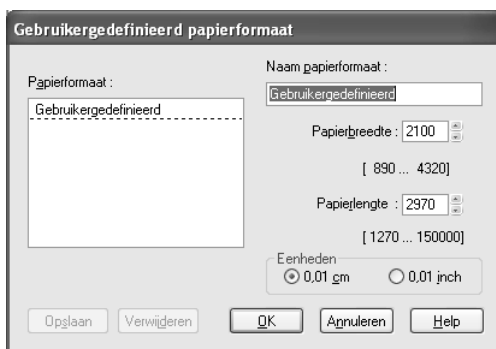 Gebruikergedefinieerd papierformaat
Papierformaat :
Gebruikergedefinieerd
Naam papierformaat :
Gebruikergedefinieerd
Papierbreedte : 2100
[ 890 ... 4320]
Papierlengte : 2970
[ 1270 ... 150000]
Eenheden
0,01 cm 0,01 inch
Opslaan Verwijderen OK Annuleren Help